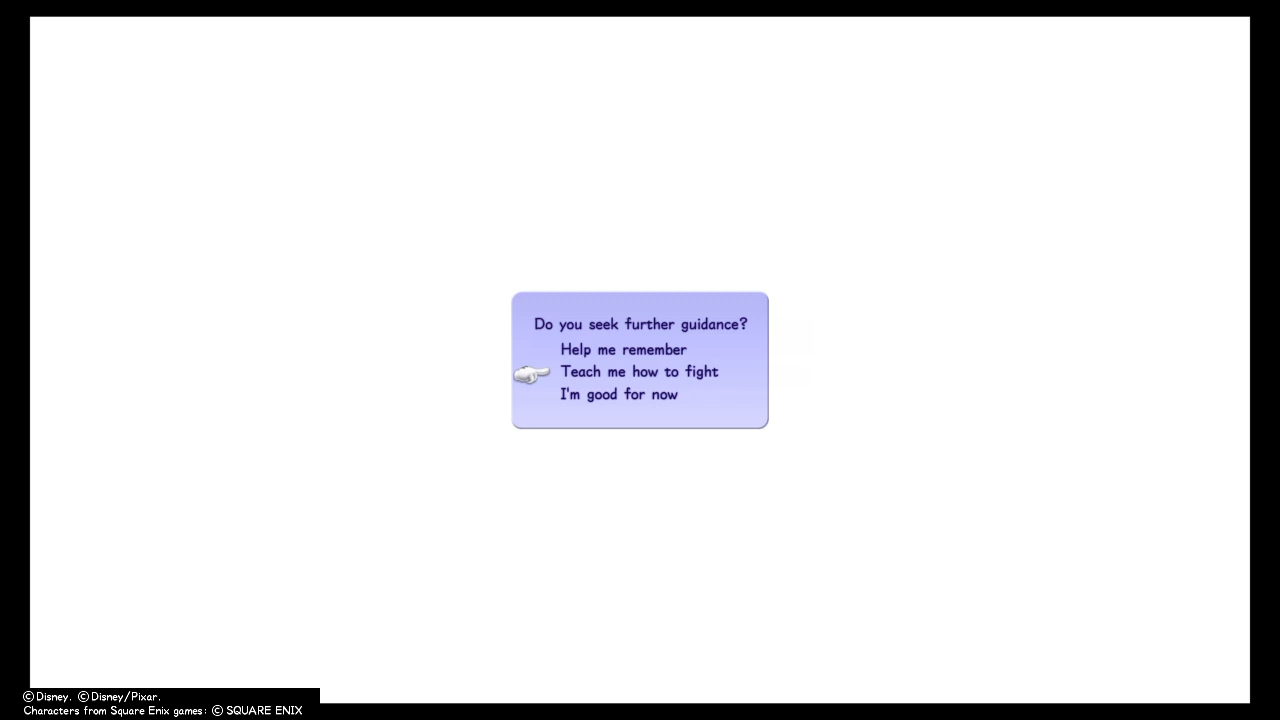 Do you seek further guidance?
Help me remember
Teach me how to fight
I'm good for now
©Disney. ©Disney/Pixar.
Characters from Square Enix games: © SQUARE ENIX